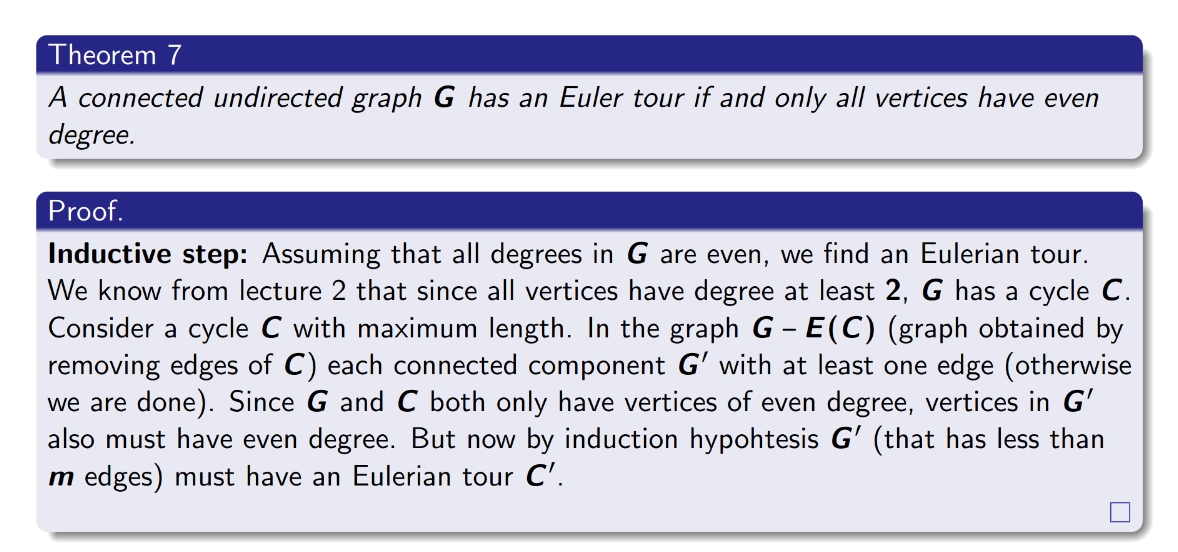 Theorem 7
A connected undirected graph G has an Euler tour if and only all vertices have even
degree.
Proof.
Inductive step: Assuming that all degrees in G are even, we find an Eulerian tour.
We know from lecture 2 that since all vertices have degree at least 2, G has a cycle C.
Consider a cycle C with maximum length. In the graph G – E(C) (graph obtained by
removing edges of C) each connected component G′ with at least one edge (otherwise
we are done). Since G and C both only have vertices of even degree, vertices in G′
also must have even degree. But now by induction hypohtesis G′ (that has less than
m edges) must have an Eulerian tour C′.